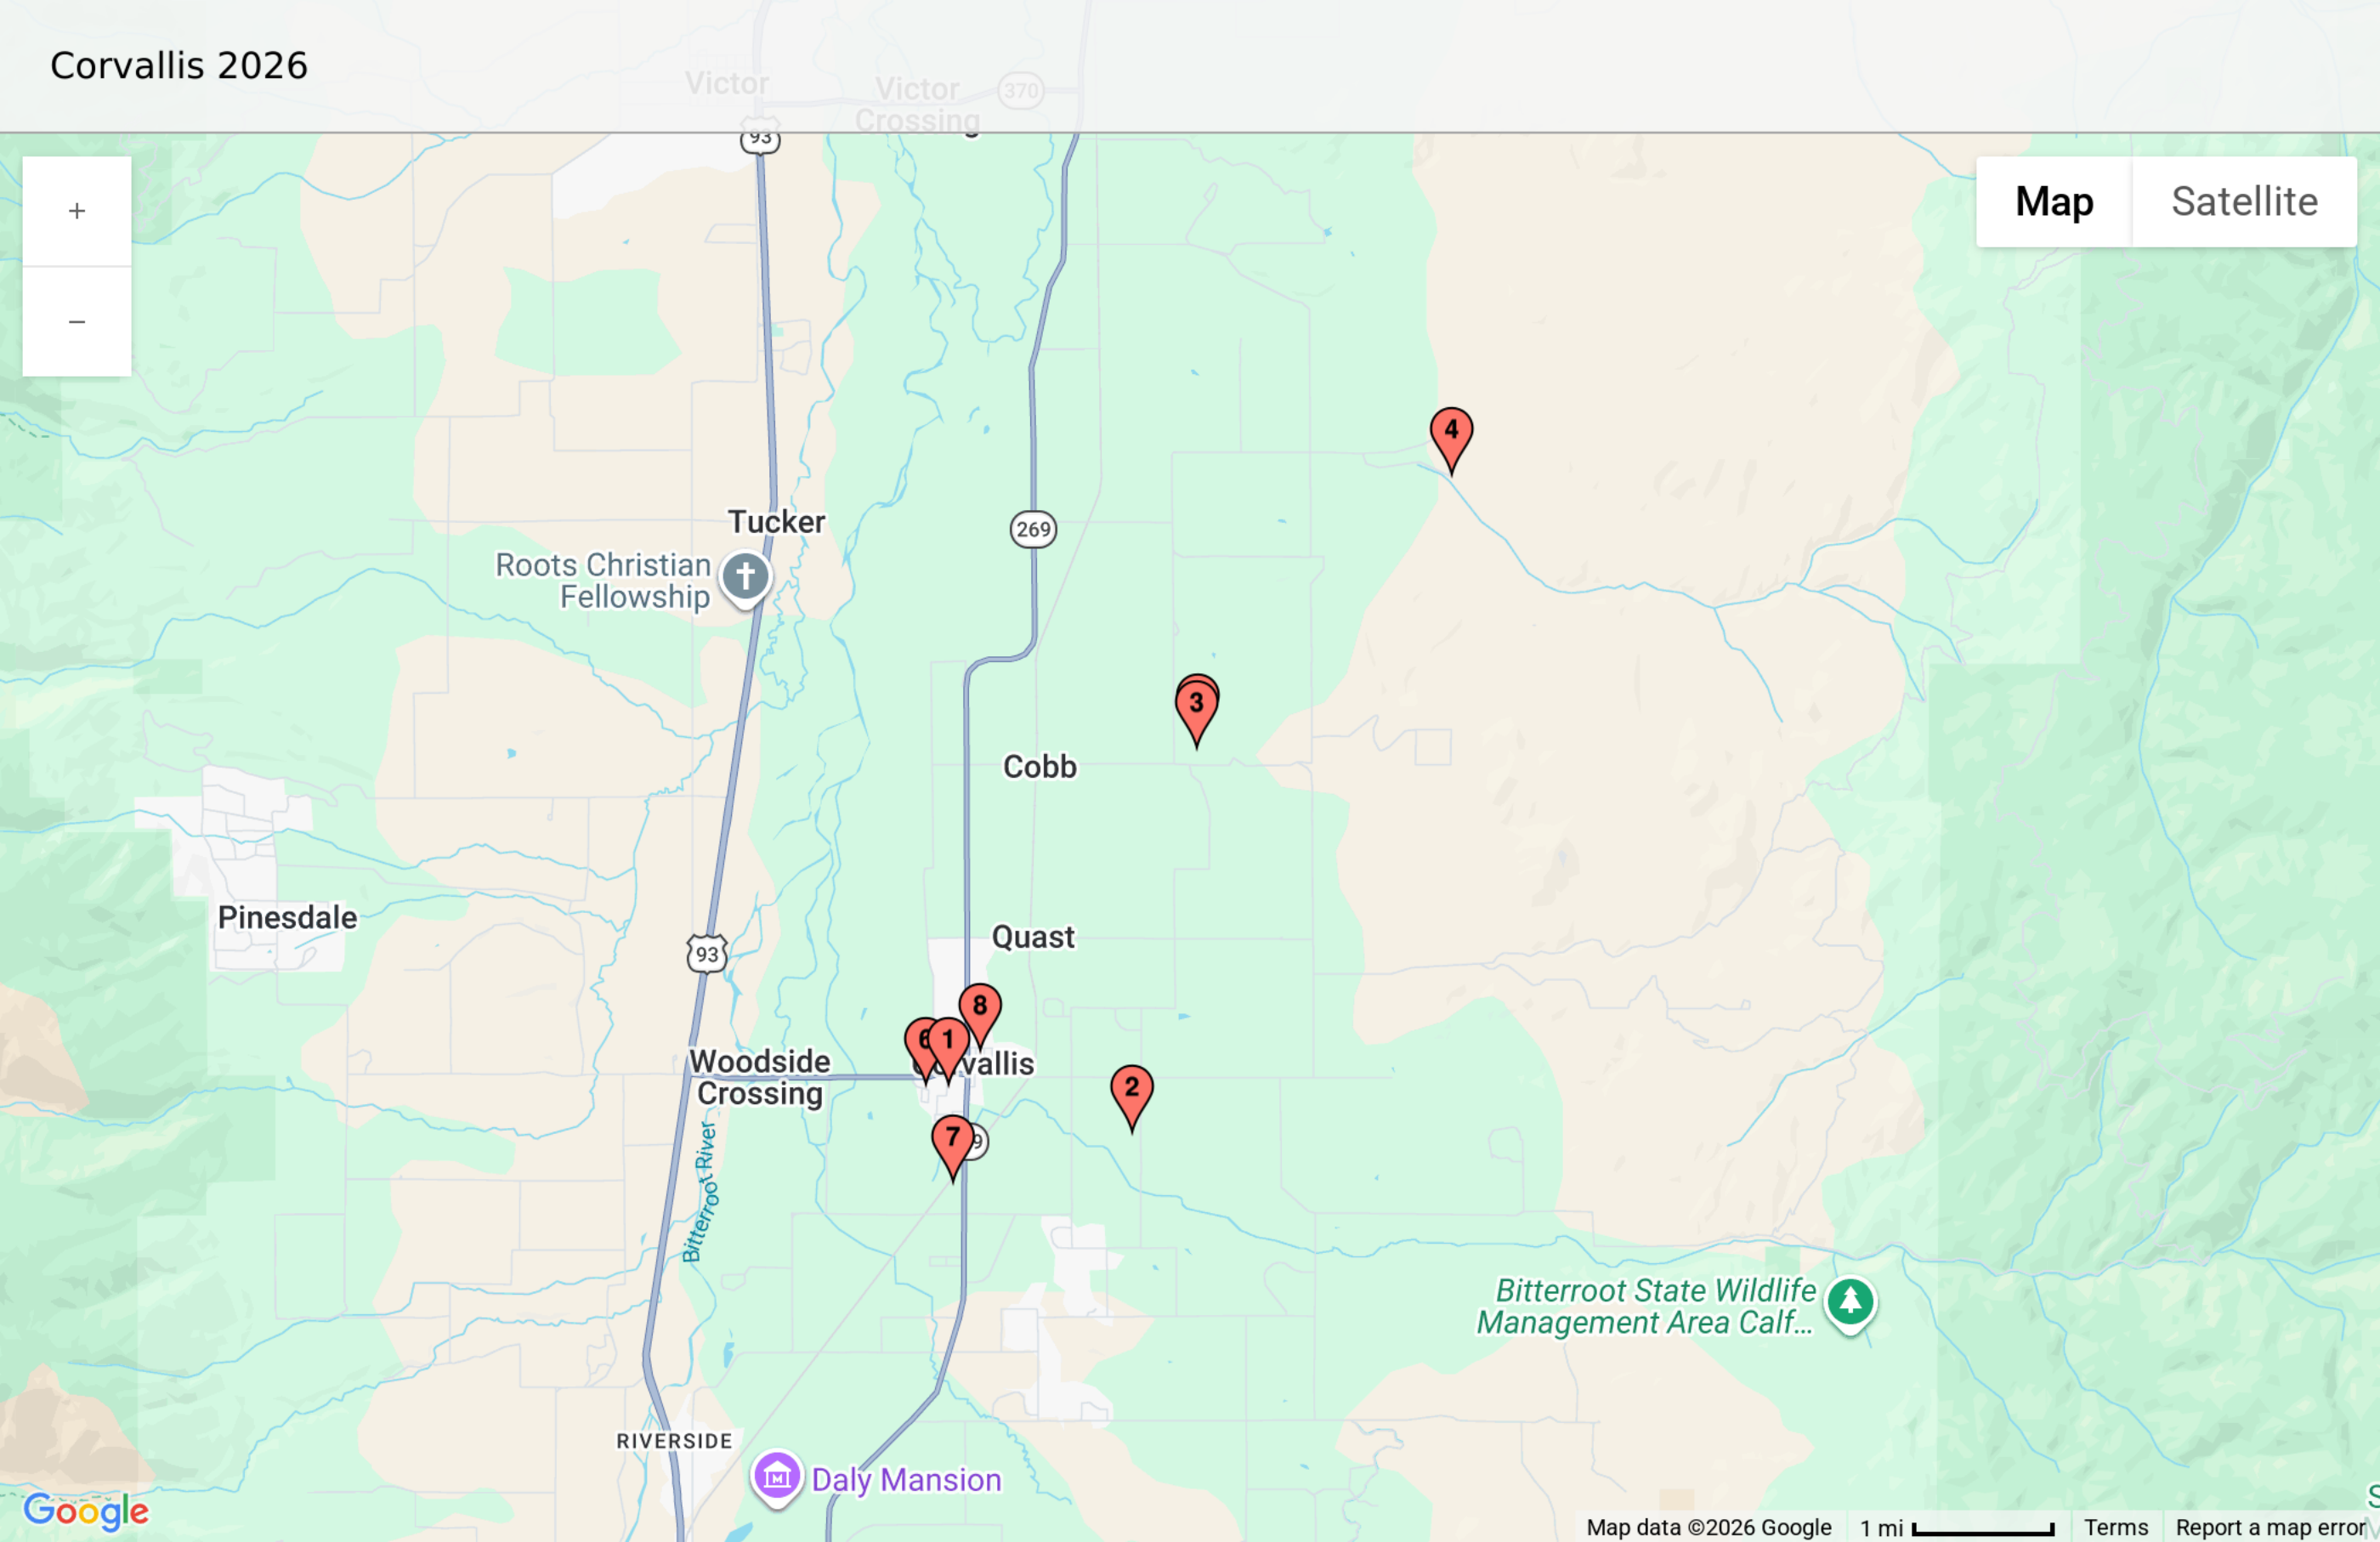 Corvallis 2026
Victor
Victor
Crossing
370
93
+
−
Map
Satellite
4
Tucker
269
Roots Christian
Fellowship
3
Cobb
Pinesdale
Quast
93
8
6
1
Woodside
Crossing
2
7
Bitterroot River
Bitterroot State Wildlife
Management Area Calf...
RIVERSIDE
Daly Mansion
Google
Map data ©2026 Google
1 mi
Terms
Report a map error